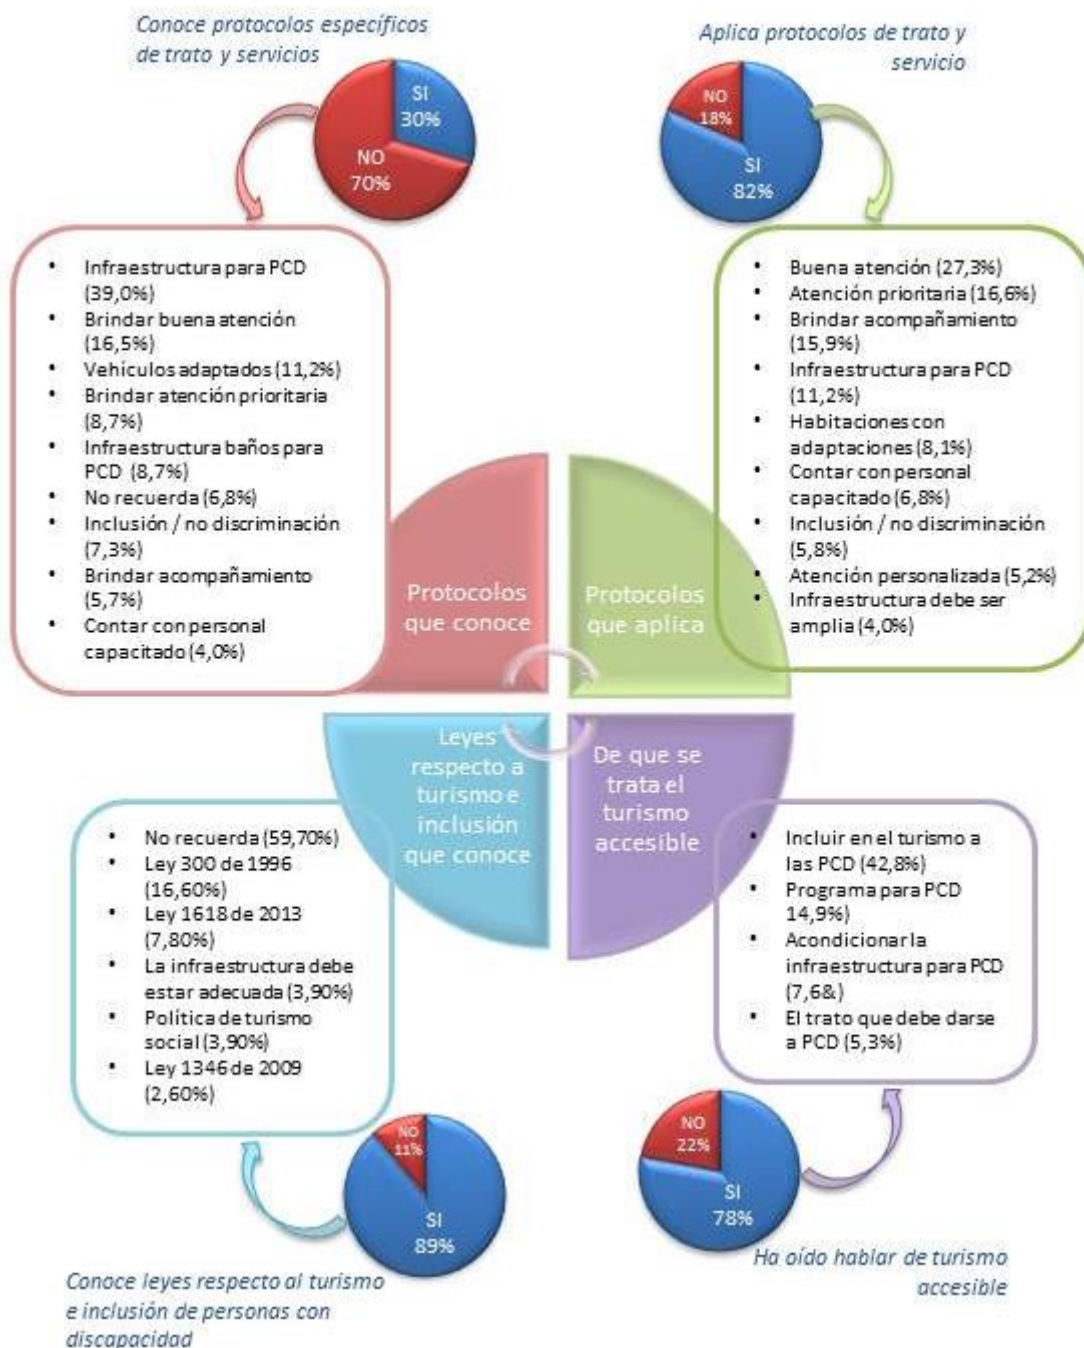 Conoce protocolos específicos
de trato y servicios
SI
30%
NO
70%
Aplica protocolos de trato y
servicio
NO
18%
SI
82%
• Infraestructura para PCD
(39,0%)
• Brindar buena atención
(16,5%)
• Vehículos adaptados (11,2%)
• Brindar atención prioritaria
(8,7%)
• Infraestructura baños para
PCD (8,7%)
• No recuerda (6,8%)
• Inclusión / no discriminación
(7,3%)
• Brindar acompañamiento
(5,7%)
• Contar con personal
capacitado (4,0%)
• Buena atención (27,3%)
• Atención prioritaria (16,6%)
• Brindar acompañamiento
(15,9%)
• Infraestructura para PCD
(11,2%)
• Habitaciones con
adaptaciones (8,1%)
• Contar con personal
capacitado (6,8%)
• Inclusión / no discriminación
(5,8%)
• Atención personalizada (5,2%)
• Infraestructura debe ser
amplia (4,0%)
Protocolos
que conoce
Protocolos
que aplica
Leyes
respecto a
turismo e
inclusión
que conoce
De que se
trata el
turismo
accesible
• No recuerda (59,70%)
• Ley 300 de 1996
(16,60%)
• Ley 1618 de 2013
(7,80%)
• La infraestructura debe
estar adecuada (3,90%)
• Política de turismo
social (3,90%)
• Ley 1346 de 2009
(2,60%)
• Incluir en el turismo a
las PCD (42,8%)
• Programa para PCD
14,9%)
• Acondicionar la
infraestructura para PCD
(7,6&)
• El trato que debe darse
a PCD (5,3%)
NO
11%
SI
89%
NO
22%
SI
78%
Conoce leyes respecto al turismo
e inclusión de personas con
discapacidad
Ha oído hablar de turismo
accesible